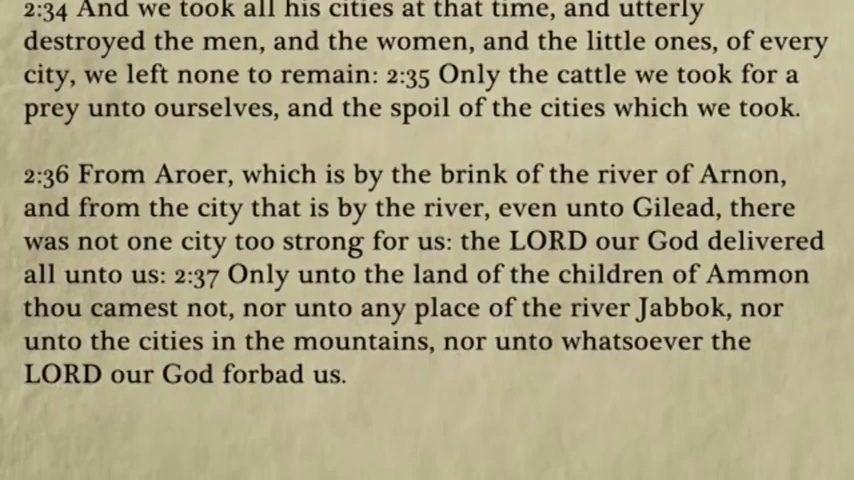 2:34 And we took all his cities at that time, and utterly
destroyed the men, and the women, and the little ones, of every
city, we left none to remain: 2:35 Only the cattle we took for a
prey unto ourselves, and the spoil of the cities which we took.
2:36 From Aroer, which is by the brink of the river of Arnon,
and from the city that is by the river, even unto Gilead, there
was not one city too strong for us: the LORD our God delivered
all unto us: 2:37 Only unto the land of the children of Ammon
thou camest not, nor unto any place of the river Jabbok, nor
unto the cities in the mountains, nor unto whatsoever the
LORD our God forbad us.